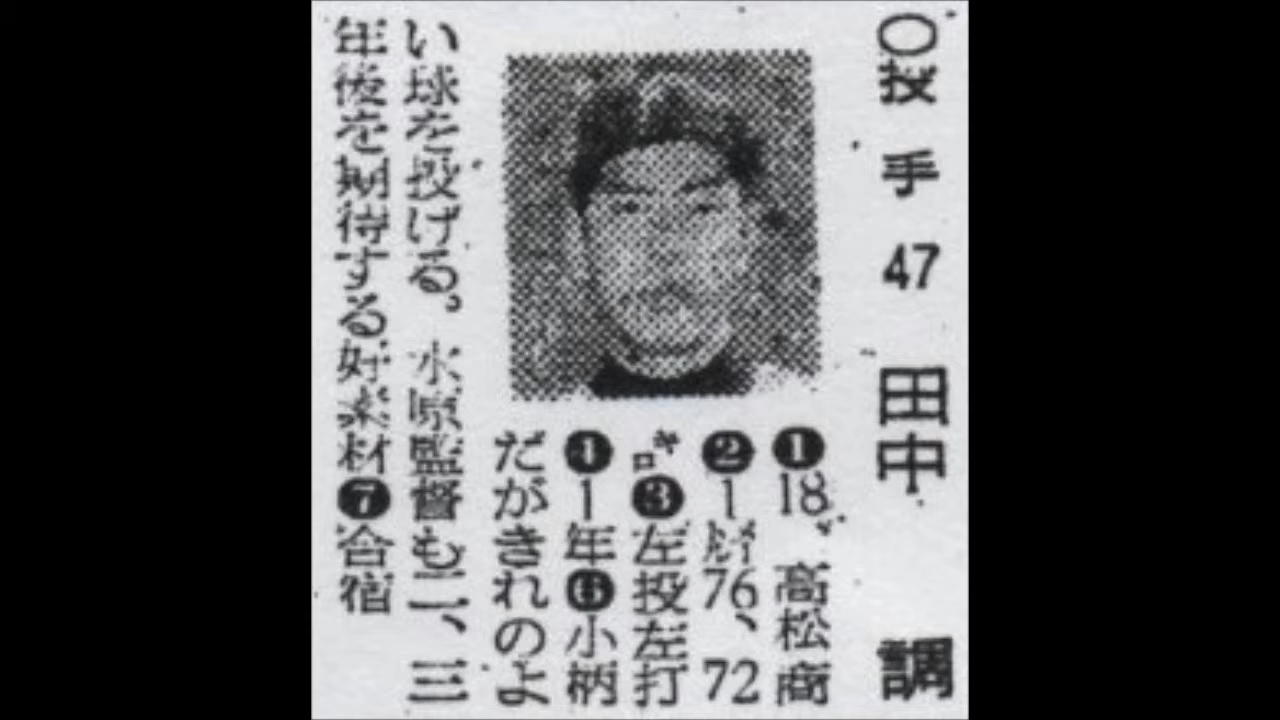 ○投手 47 田中 調
❶18、高松商
❷1㍍76、72
㌔❸左投左打
❹1年❻小柄
だがきれのよ
い球を投げる。水原監督も二、三
年後を期待する好素材❼合宿